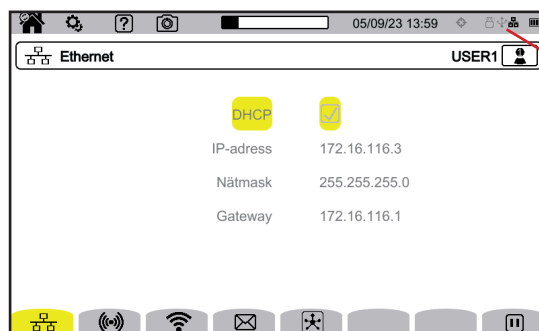 05/09/23 13:59
Ethernet USER1
DHCP
IP-adress 172.16.116.3
Nätmask 255.255.255.0
Gateway 172.16.116.1